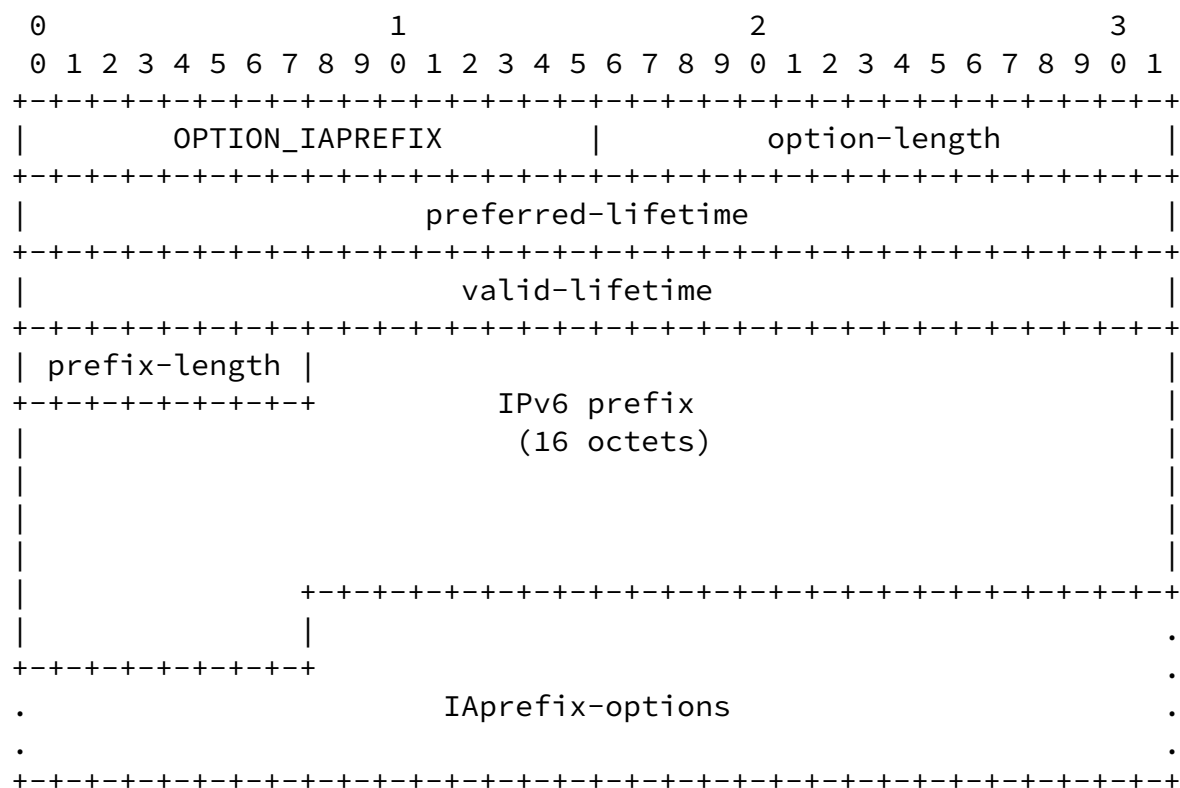 0                   1                   2                   3
 0 1 2 3 4 5 6 7 8 9 0 1 2 3 4 5 6 7 8 9 0 1 2 3 4 5 6 7 8 9 0 1
+-+-+-+-+-+-+-+-+-+-+-+-+-+-+-+-+-+-+-+-+-+-+-+-+-+-+-+-+-+-+-+-+
|        OPTION_IAPREFIX        |         option-length         |
+-+-+-+-+-+-+-+-+-+-+-+-+-+-+-+-+-+-+-+-+-+-+-+-+-+-+-+-+-+-+-+-+
|                      preferred-lifetime                       |
+-+-+-+-+-+-+-+-+-+-+-+-+-+-+-+-+-+-+-+-+-+-+-+-+-+-+-+-+-+-+-+-+
|                        valid-lifetime                         |
+-+-+-+-+-+-+-+-+-+-+-+-+-+-+-+-+-+-+-+-+-+-+-+-+-+-+-+-+-+-+-+-+
| prefix-length |                                               |
+-+-+-+-+-+-+-+-+          IPv6 prefix                          |
|                           (16 octets)                         |
|                                                               |
|                                                               |
|                                                               |
|               +-+-+-+-+-+-+-+-+-+-+-+-+-+-+-+-+-+-+-+-+-+-+-+-+
|               |                                               .
+-+-+-+-+-+-+-+-+                                               .
.                       IAprefix-options                        .
.                                                               .
+-+-+-+-+-+-+-+-+-+-+-+-+-+-+-+-+-+-+-+-+-+-+-+-+-+-+-+-+-+-+-+-+